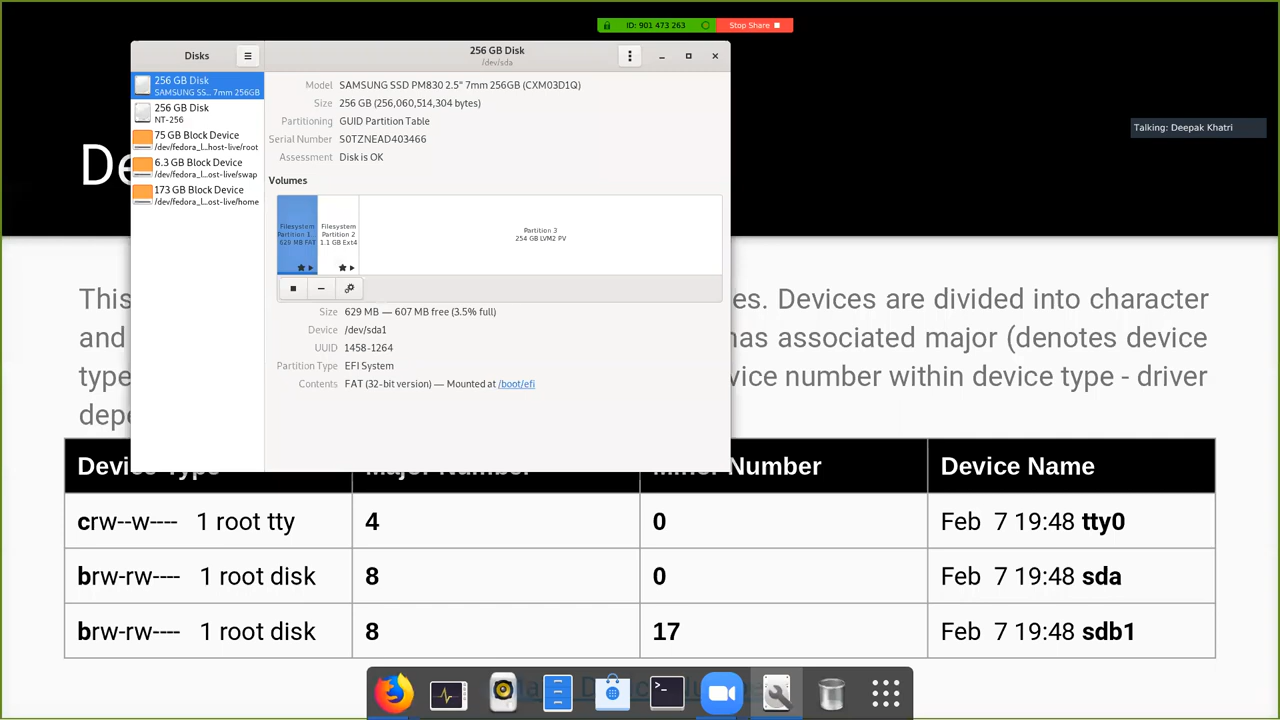 ID: 901 473 263
Stop Share
Disks
256 GB Disk
/dev/sda
256 GB Disk
SAMSUNG SS... 7mm 256GB
256 GB Disk
NT-256
75 GB Block Device
/dev/fedora_l...host-live/root
6.3 GB Block Device
/dev/fedora_l...ost-live/swap
173 GB Block Device
/dev/fedora_l...ost-live/home
Model SAMSUNG SSD PM830 2.5" 7mm 256GB (CXM03D1Q)
Size 256 GB (256,060,514,304 bytes)
Partitioning GUID Partition Table
Serial Number S0TZNEAD403466
Assessment Disk is OK
Volumes
Filesystem
Partition 1...
629 MB FAT
Filesystem
Partition 2
1.1 GB Ext4
Partition 3
254 GB LVM2 PV
Size 629 MB — 607 MB free (3.5% full)
Device /dev/sda1
UUID 1458-1264
Partition Type EFI System
Contents FAT (32-bit version) — Mounted at /boot/efi
Talking: Deepak Khatri
De
This es. Devices are divided into character
and has associated major (denotes device
type vice number within device type - driver
depe
Device Type Major Number Minor Number Device Name
crw--w---- 1 root tty 4 0 Feb 7 19:48 tty0
brw-rw---- 1 root disk 8 0 Feb 7 19:48 sda
brw-rw---- 1 root disk 8 17 Feb 7 19:48 sdb1